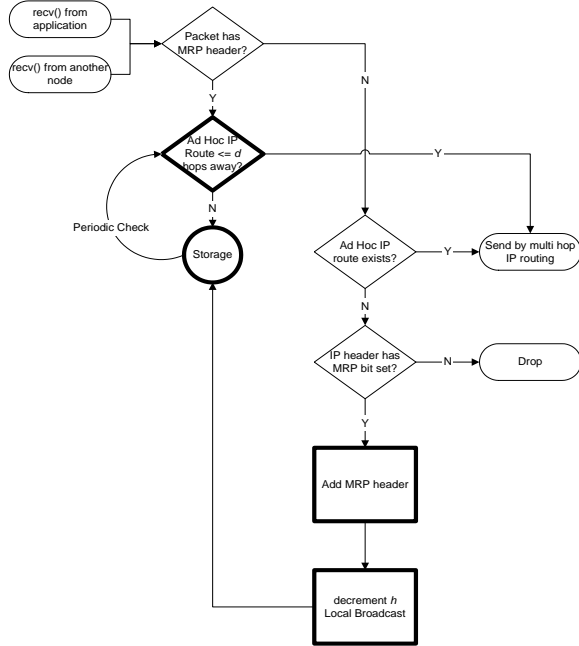 recv() from
application
Packet has
MRP header?
recv() from another
node
N
Y
Ad Hoc IP
Route <= d
hops away?
Y
N
Periodic Check
Storage
Ad Hoc IP
route exists?
Y
Send by multi hop
IP routing
N
IP header has
MRP bit set?
N
Drop
Y
Add MRP header
decrement h
Local Broadcast